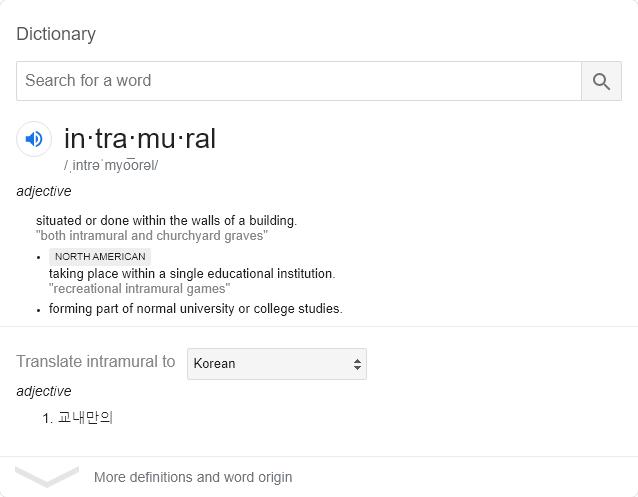 Dictionary
Search for a word
in·tra·mu·ral
/ˌintrəˈmyo͝orəl/
adjective
situated or done within the walls of a building.
"both intramural and churchyard graves"
• NORTH AMERICAN
taking place within a single educational institution.
"recreational intramural games"
• forming part of normal university or college studies.
Translate intramural to Korean
adjective
1. 교내만의
More definitions and word origin